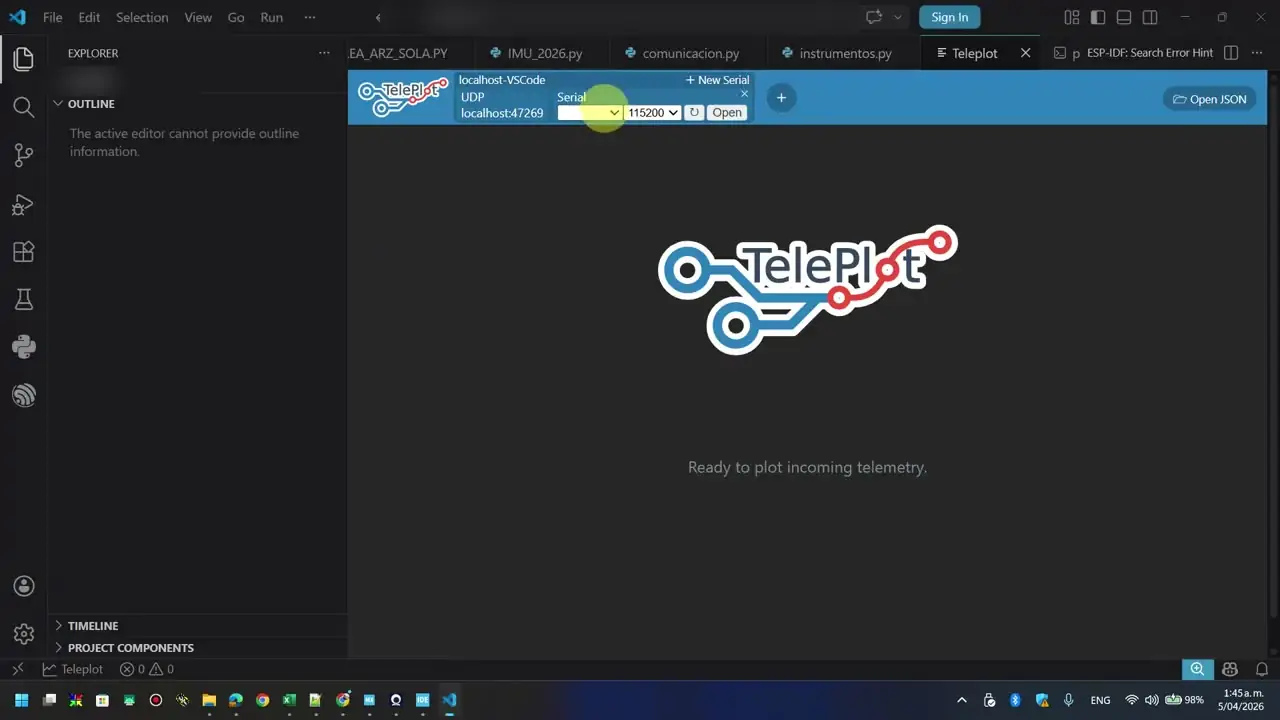 File Edit Selection View Go Run ··· Sign In
EXPLORER ···
EA_ARZ_SOLA.PY IMU_2026.py comunicacion.py instrumentos.py Teleplot p ESP-IDF: Search Error Hint ···
OUTLINE
The active editor cannot provide outline
information.
TelePlot
localhost-VSCode + New Serial
UDP Serial
localhost:47269 115200 Open
+
Open JSON
TelePlot
Ready to plot incoming telemetry.
TIMELINE
PROJECT COMPONENTS
Teleplot 0 0
ENG 98% 1:45 a.m.
5/04/2026